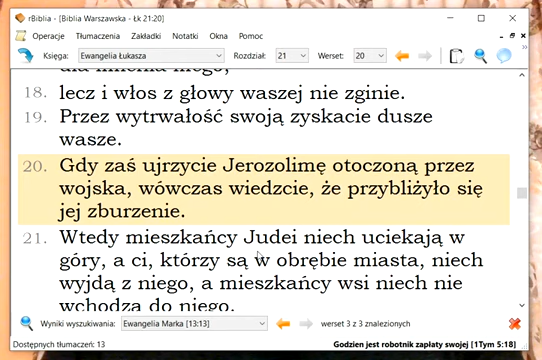 rBiblia - [Biblia Warszawska - Łk 21:20]
Operacje Tłumaczenia Zakładki Notatki Okna Pomoc
Księga: Ewangelia Łukasza Rozdział: 21 Werset: 20
dla imienia mego,
18. lecz i włos z głowy waszej nie zginie.
19. Przez wytrwałość swoją zyskacie dusze
wasze.
20. Gdy zaś ujrzycie Jerozolimę otoczoną przez
wojska, wówczas wiedzcie, że przybliżyło się
jej zburzenie.
21. Wtedy mieszkańcy Judei niech uciekają w
góry, a ci, którzy są w obrębie miasta, niech
wyjdą z niego, a mieszkańcy wsi niech nie
wchodzą do niego.
Wyniki wyszukiwania: Ewangelia Marka [13:13] werset 3 z 3 znalezionych
Dostępnych tłumaczeń: 13 Godzien jest robotnik zapłaty swojej [1Tym 5:18]